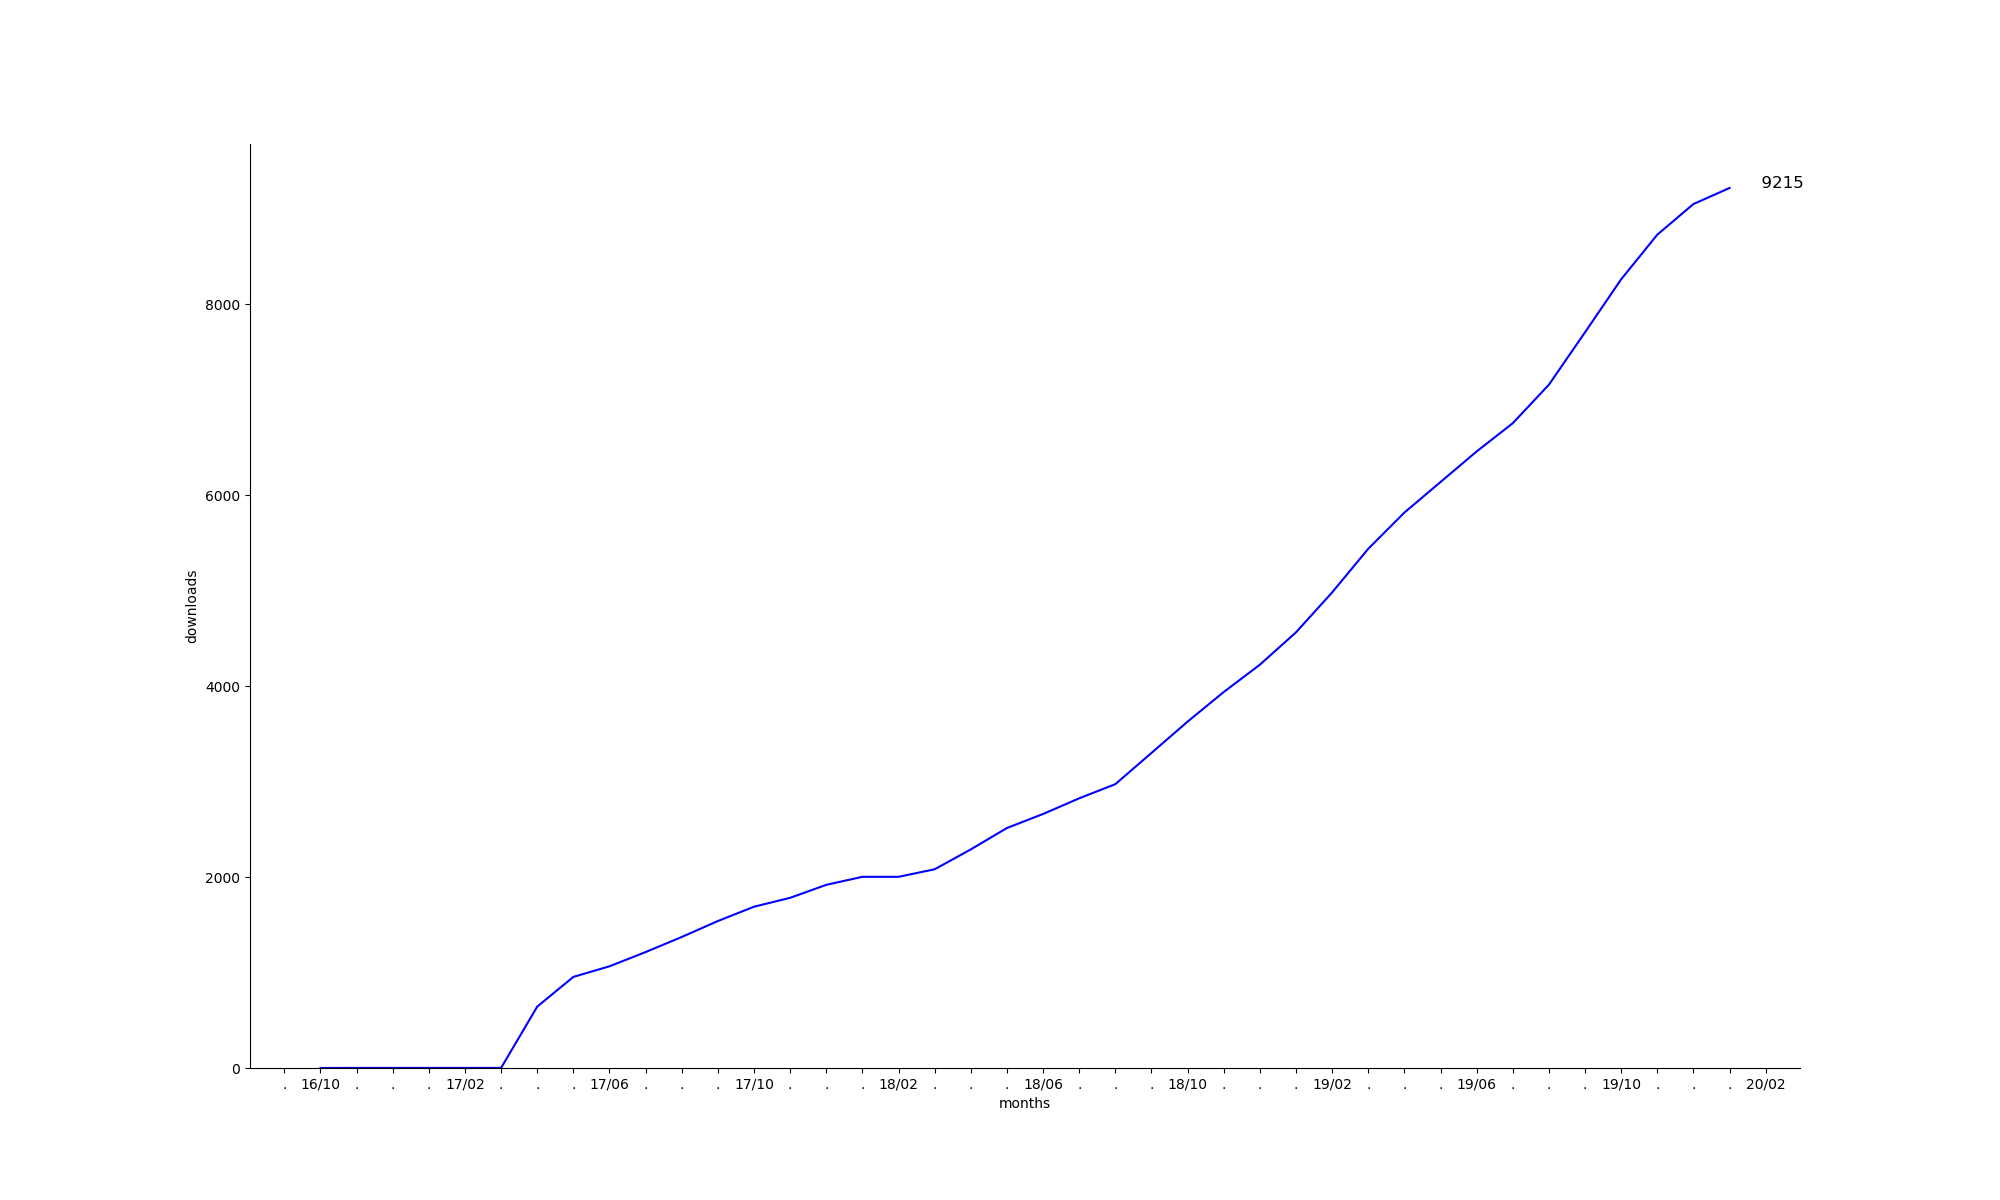 9215
8000
6000
4000
2000
0
downloads
. 16/10 . . . 17/02 . . . 17/06 . . . 17/10 . . . 18/02 . . . 18/06 . . . 18/10 . . . 19/02 . . . 19/06 . . . 19/10 . . . 20/02
months